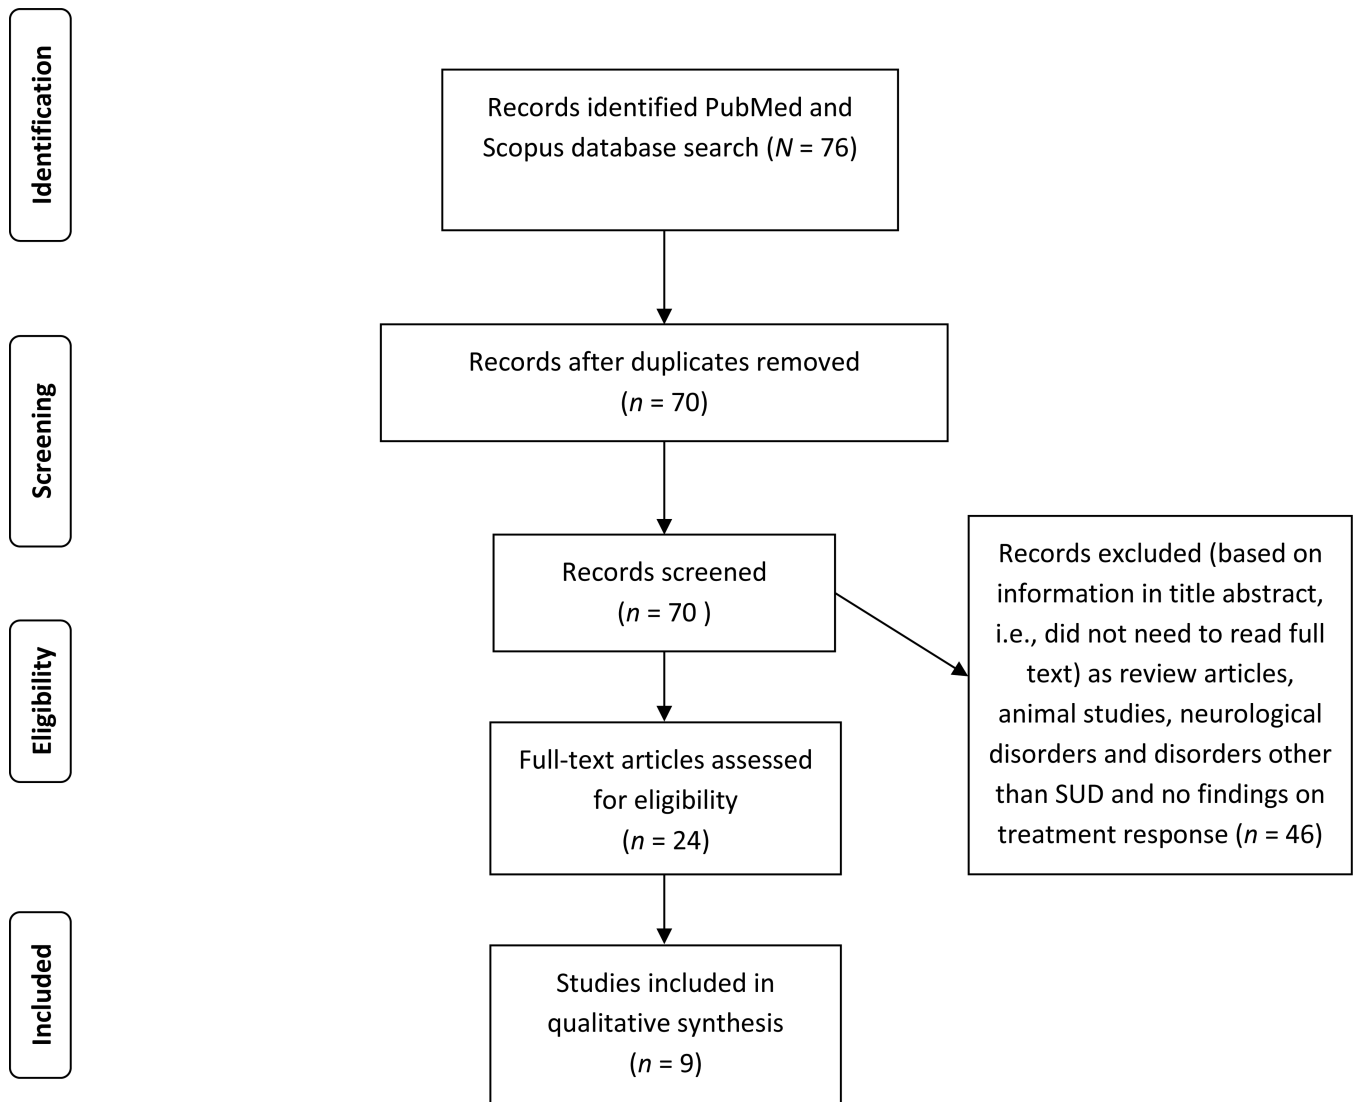 Identification
Records identified PubMed and
Scopus database search (N = 76)
Screening
Records after duplicates removed
(n = 70)
Records screened
(n = 70 )
Records excluded (based on
information in title abstract,
i.e., did not need to read full
text) as review articles,
animal studies, neurological
disorders and disorders other
than SUD and no findings on
treatment response (n = 46)
Eligibility
Full-text articles assessed
for eligibility
(n = 24)
Included
Studies included in
qualitative synthesis
(n = 9)